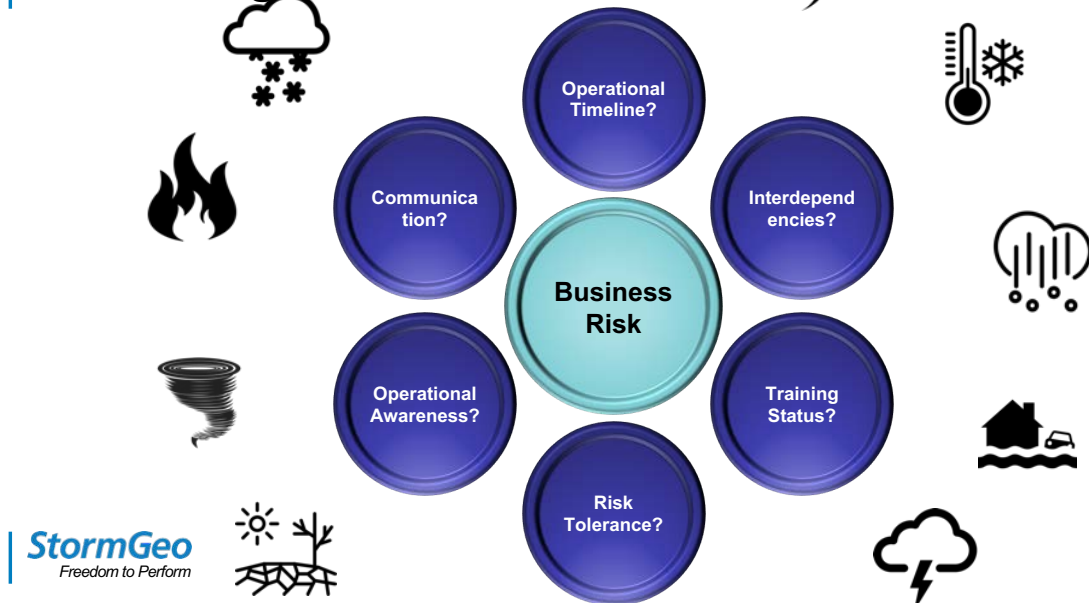 Operational
Timeline?
Communica
tion?
Interdepend
encies?
Business
Risk
Operational
Awareness?
Training
Status?
Risk
Tolerance?
StormGeo
Freedom to Perform